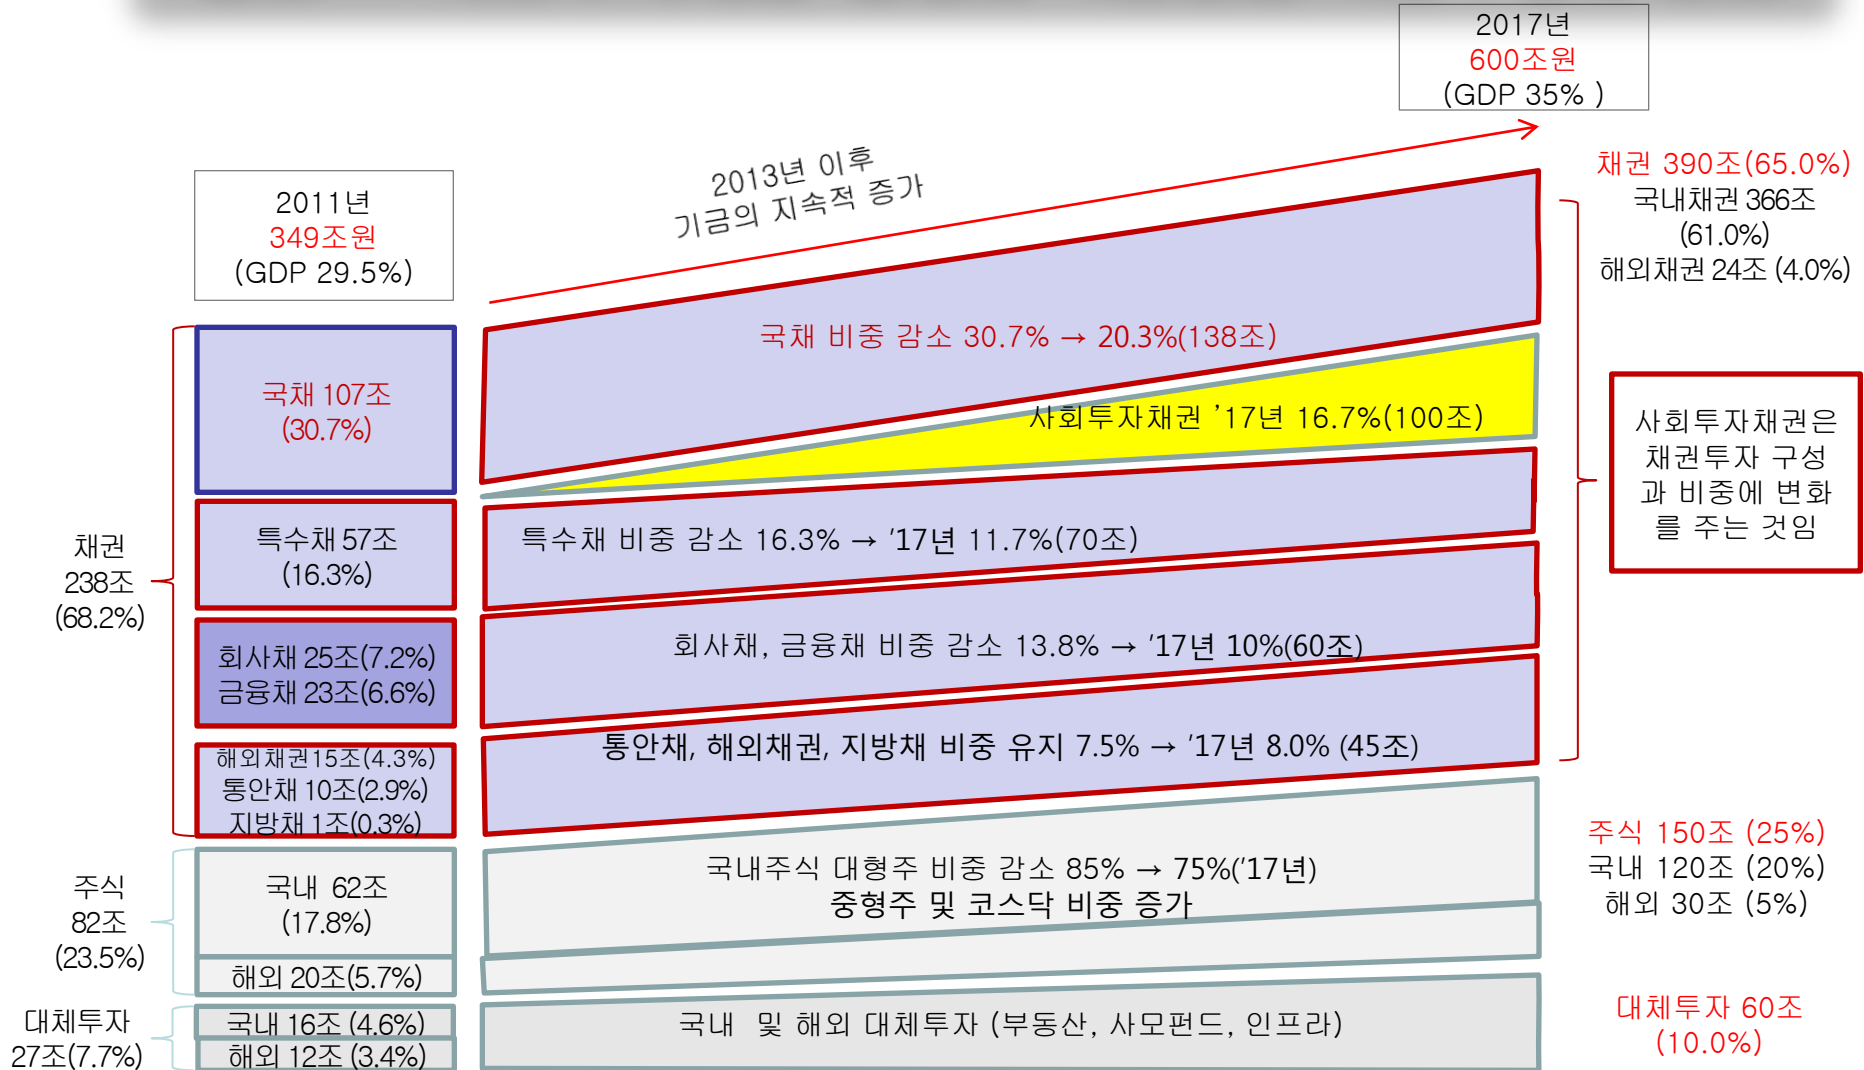 2017년
600조원
(GDP 35% )
2013년 이후
기금의 지속적 증가
2011년
349조원
(GDP 29.5%)
채권 390조(65.0%)
국내채권 366조
(61.0%)
해외채권 24조 (4.0%)
국채 107조
(30.7%)
국채 비중 감소 30.7% → 20.3%(138조)
사회투자채권 ’17년 16.7%(100조)
사회투자채권은
채권투자 구성
과 비중에 변화
를 주는 것임
채권
238조
(68.2%)
특수채 57조
(16.3%)
특수채 비중 감소 16.3% → ’17년 11.7%(70조)
회사채 25조(7.2%)
금융채 23조(6.6%)
회사채, 금융채 비중 감소 13.8% → ’17년 10%(60조)
해외채권15조(4.3%)
통안채 10조(2.9%)
지방채 1조(0.3%)
통안채, 해외채권, 지방채 비중 유지 7.5% → ’17년 8.0% (45조)
주식
82조
(23.5%)
국내 62조
(17.8%)
해외 20조(5.7%)
국내주식 대형주 비중 감소 85% → 75%(’17년)
중형주 및 코스닥 비중 증가
주식 150조 (25%)
국내 120조 (20%)
해외 30조 (5%)
대체투자
27조(7.7%)
국내 16조 (4.6%)
해외 12조 (3.4%)
국내 및 해외 대체투자 (부동산, 사모펀드, 인프라)
대체투자 60조
(10.0%)